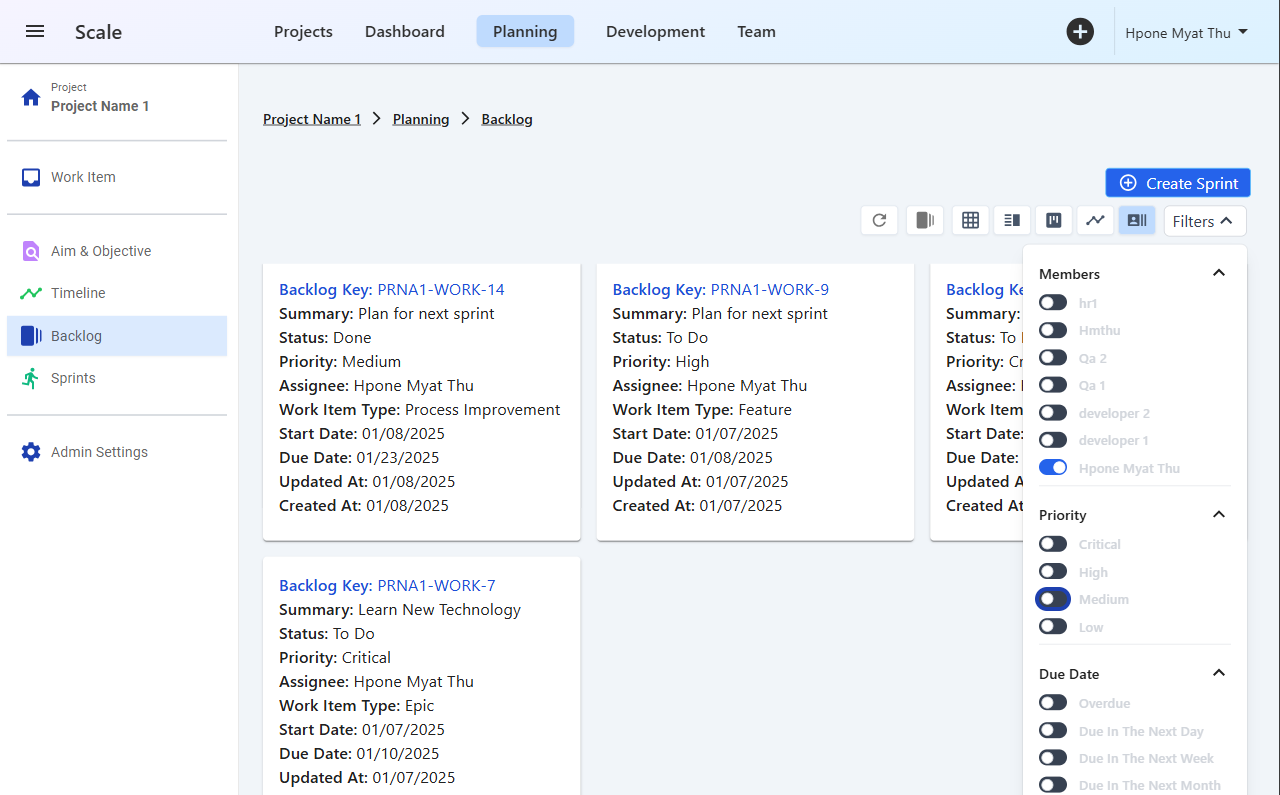 Scale
Projects
Dashboard
Planning
Development
Team
Hpone Myat Thu
Project
Project Name 1
Work Item
Aim & Objective
Timeline
Backlog
Sprints
Admin Settings
Project Name 1 > Planning > Backlog
Create Sprint
Filters
Backlog Key: PRNA1-WORK-14
Summary: Plan for next sprint
Status: Done
Priority: Medium
Assignee: Hpone Myat Thu
Work Item Type: Process Improvement
Start Date: 01/08/2025
Due Date: 01/23/2025
Updated At: 01/08/2025
Created At: 01/08/2025
Backlog Key: PRNA1-WORK-9
Summary: Plan for next sprint
Status: To Do
Priority: High
Assignee: Hpone Myat Thu
Work Item Type: Feature
Start Date: 01/07/2025
Due Date: 01/08/2025
Updated At: 01/07/2025
Created At: 01/07/2025
Backlog Ke
Summary:
Status: To
Priority: Cr
Assignee:
Work Item
Start Date:
Due Date:
Updated A
Created At
Backlog Key: PRNA1-WORK-7
Summary: Learn New Technology
Status: To Do
Priority: Critical
Assignee: Hpone Myat Thu
Work Item Type: Epic
Start Date: 01/07/2025
Due Date: 01/10/2025
Updated At: 01/07/2025
Members
hr1
Hmthu
Qa 2
Qa 1
developer 2
developer 1
Hpone Myat Thu
Priority
Critical
High
Medium
Low
Due Date
Overdue
Due In The Next Day
Due In The Next Week
Due In The Next Month